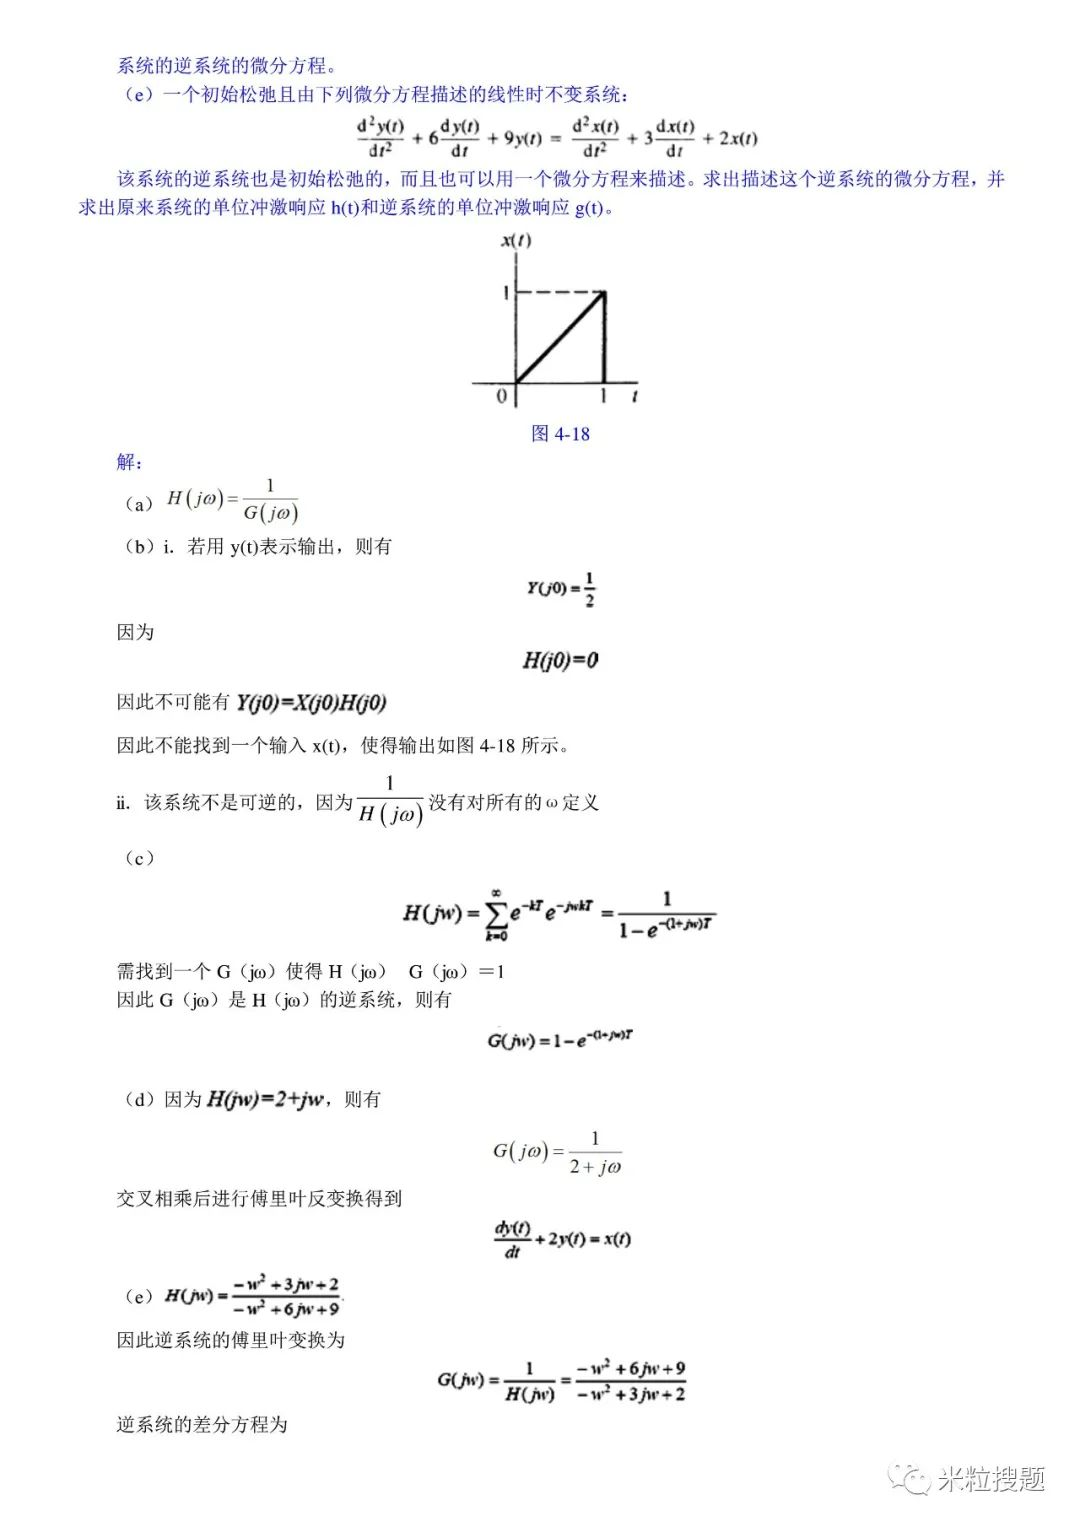 系统的逆系统的微分方程。
（e）一个初始松弛且由下列微分方程描述的线性时不变系统：
d²y(t)/dt² + 6 dy(t)/dt + 9y(t) = d²x(t)/dt² + 3 dx(t)/dt + 2x(t)
该系统的逆系统也是初始松弛的，而且也可以用一个微分方程来描述。求出描述这个逆系统的微分方程，并
求出原来系统的单位冲激响应 h(t)和逆系统的单位冲激响应 g(t)。
x(t)
1
0 1 t
图 4-18
解：
（a）H(jω)=1/G(jω)
（b）i．若用 y(t)表示输出，则有
Y(j0)=1/2
因为
H(j0)=0
因此不可能有 Y(j0)=X(j0)H(j0)
因此不能找到一个输入 x(t)，使得输出如图 4-18 所示。
ii．该系统不是可逆的，因为 1/H(jω) 没有对所有的 ω 定义
（c）
H(jw)=∑_{k=0}^{∞} e^{-kT}e^{-jwkT}=1/(1-e^{-(1+jw)T})
需找到一个 G（jω）使得 H（jω） G（jω）＝1
因此 G（jω）是 H（jω）的逆系统，则有
G(jw)=1-e^{-(1+jw)T}
（d）因为 H(jw)=2+jw，则有
G(jω)=1/(2+jω)
交叉相乘后进行傅里叶反变换得到
dy(t)/dt+2y(t)=x(t)
（e）H(jw)=(-w²+3jw+2)/(-w²+6jw+9).
因此逆系统的傅里叶变换为
G(jw)=1/H(jw)=(-w²+6jw+9)/(-w²+3jw+2)
逆系统的差分方程为
米粒搜题